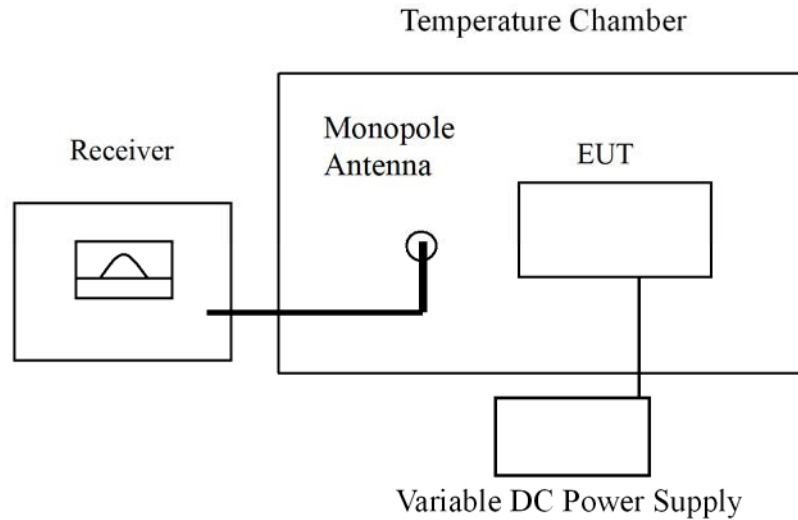 Temperature Chamber
Receiver
Monopole
Antenna
EUT
Variable DC Power Supply